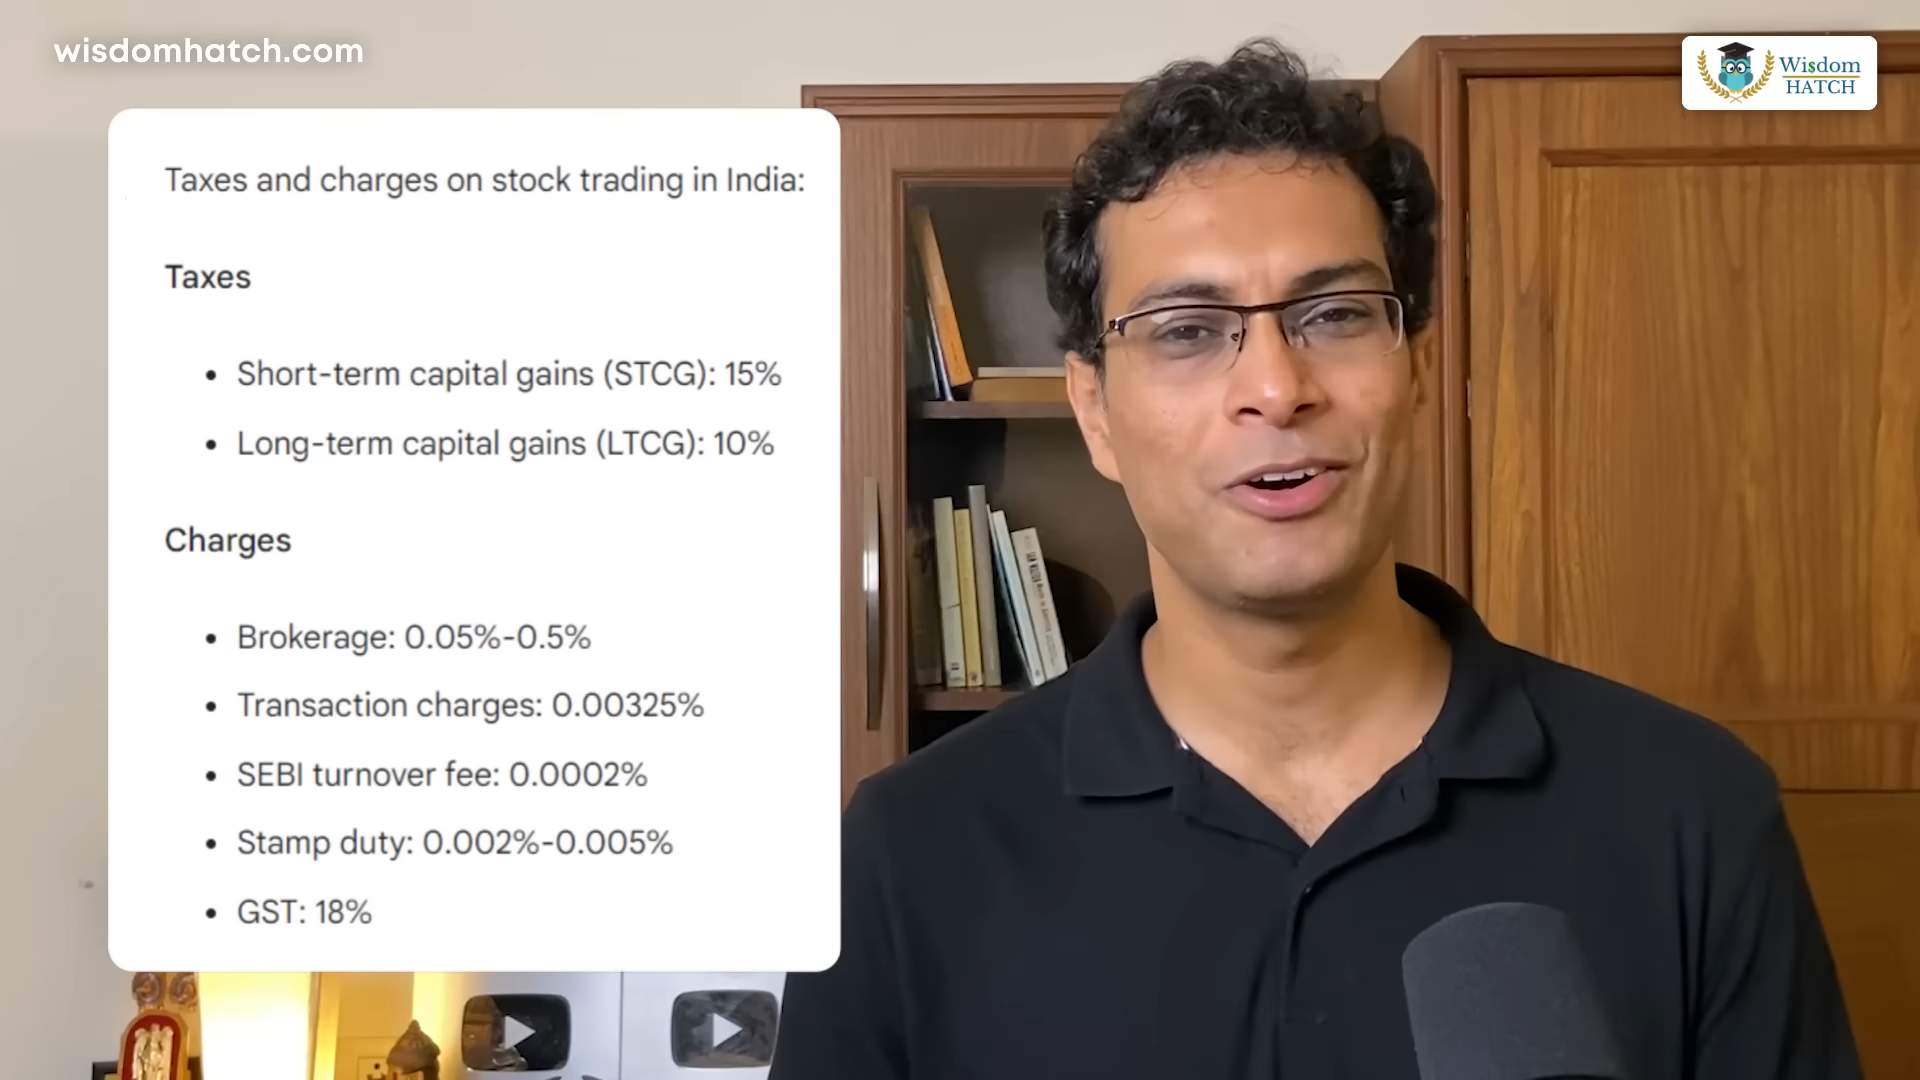 wisdomhatch.com
Wisdom
HATCH
Taxes and charges on stock trading in India:
Taxes
• Short-term capital gains (STCG): 15%
• Long-term capital gains (LTCG): 10%
Charges
• Brokerage: 0.05%-0.5%
• Transaction charges: 0.00325%
• SEBI turnover fee: 0.0002%
• Stamp duty: 0.002%-0.005%
• GST: 18%